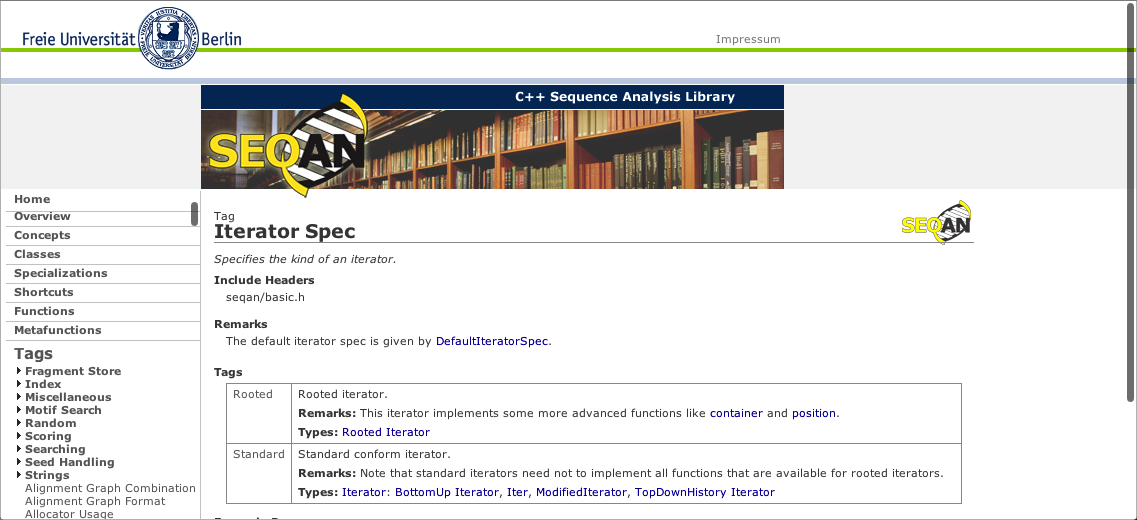 Freie Universität Berlin
Impressum
C++ Sequence Analysis Library
SEQAN
Home
Overview
Concepts
Classes
Specializations
Shortcuts
Functions
Metafunctions
Tags
Fragment Store
Index
Miscellaneous
Motif Search
Random
Scoring
Searching
Seed Handling
Strings
Alignment Graph Combination
Alignment Graph Format
Allocator Usage
Tag
Iterator Spec
SEQAN
Specifies the kind of an iterator.
Include Headers
seqan/basic.h
Remarks
The default iterator spec is given by DefaultIteratorSpec.
Tags
Rooted
Rooted iterator.
Remarks: This iterator implements some more advanced functions like container and position.
Types: Rooted Iterator
Standard
Standard conform iterator.
Remarks: Note that standard iterators need not to implement all functions that are available for rooted iterators.
Types: Iterator: BottomUp Iterator, Iter, ModifiedIterator, TopDownHistory Iterator